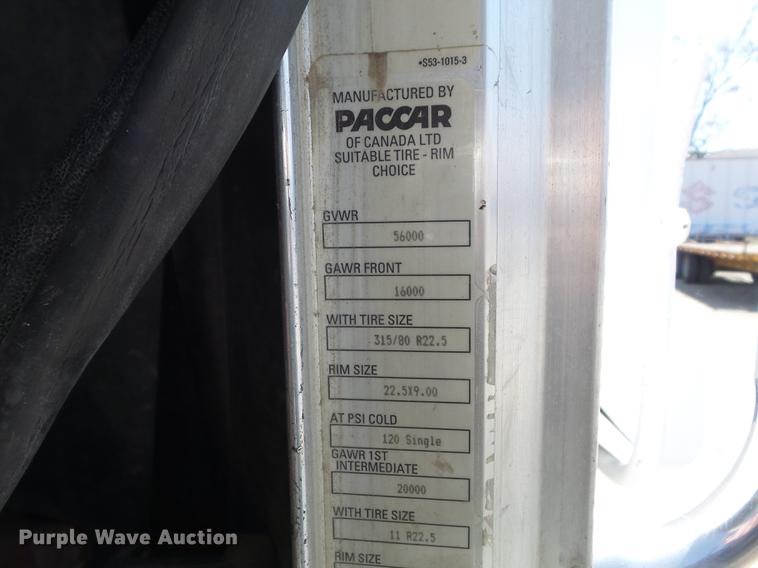 *S53-1015-3
MANUFACTURED BY
PACCAR
OF CANADA LTD
SUITABLE TIRE - RIM
CHOICE
GVWR
56000
GAWR FRONT
16000
WITH TIRE SIZE
315/80 R22.5
RIM SIZE
22.5X9.00
AT PSI COLD
120 Single
GAWR 1ST
INTERMEDIATE
20000
WITH TIRE SIZE
11 R22.5
RIM SIZE
Purple Wave Auction